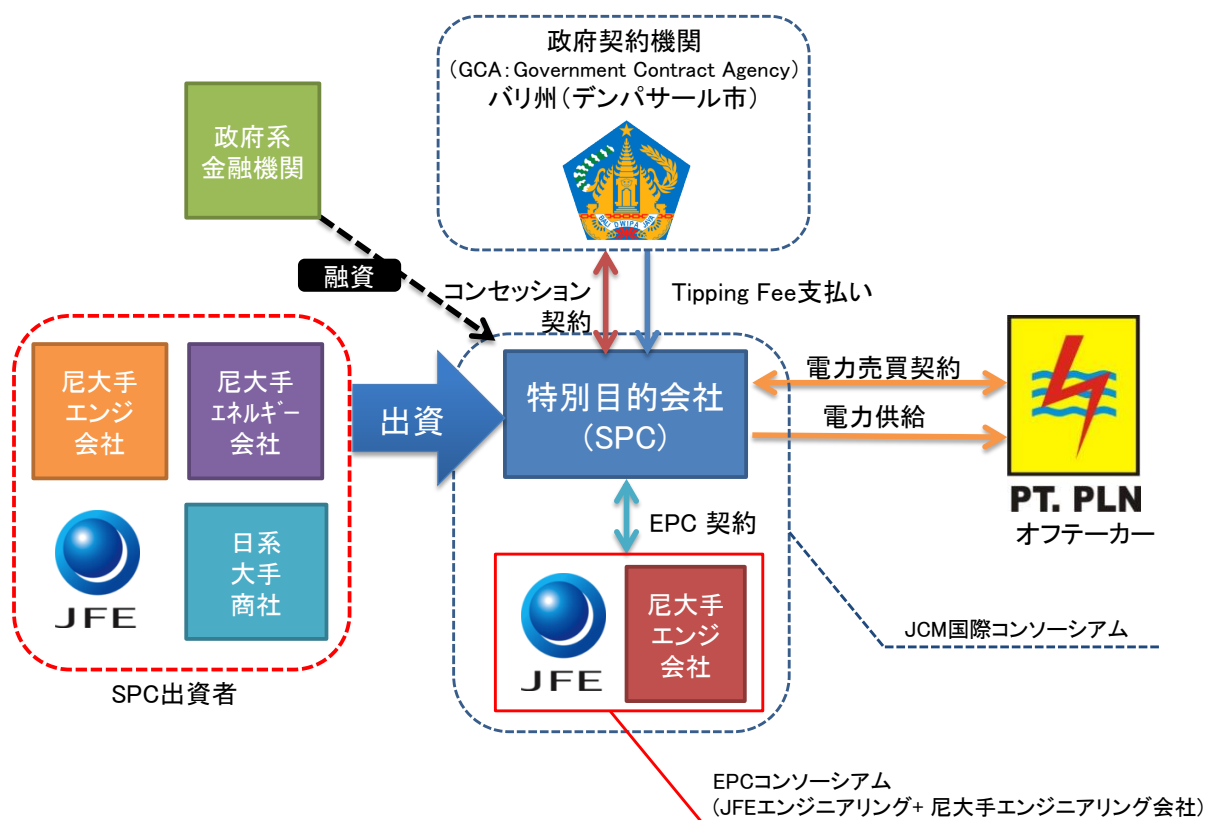 政府契約機関
(GCA:Government Contract Agency)
バリ州(デンパサール市)
BALI DWIPA JAYA
政府系
金融機関
融資
コンセッション
契約
Tipping Fee支払い
尼大手
エンジ
会社
尼大手
エネルギー
会社
JFE
日系
大手
商社
SPC出資者
出資
特別目的会社
(SPC)
電力売買契約
電力供給
PT. PLN
オフテーカー
EPC 契約
JFE
尼大手
エンジ
会社
JCM国際コンソーシアム
EPCコンソーシアム
(JFEエンジニアリング+ 尼大手エンジニアリング会社)